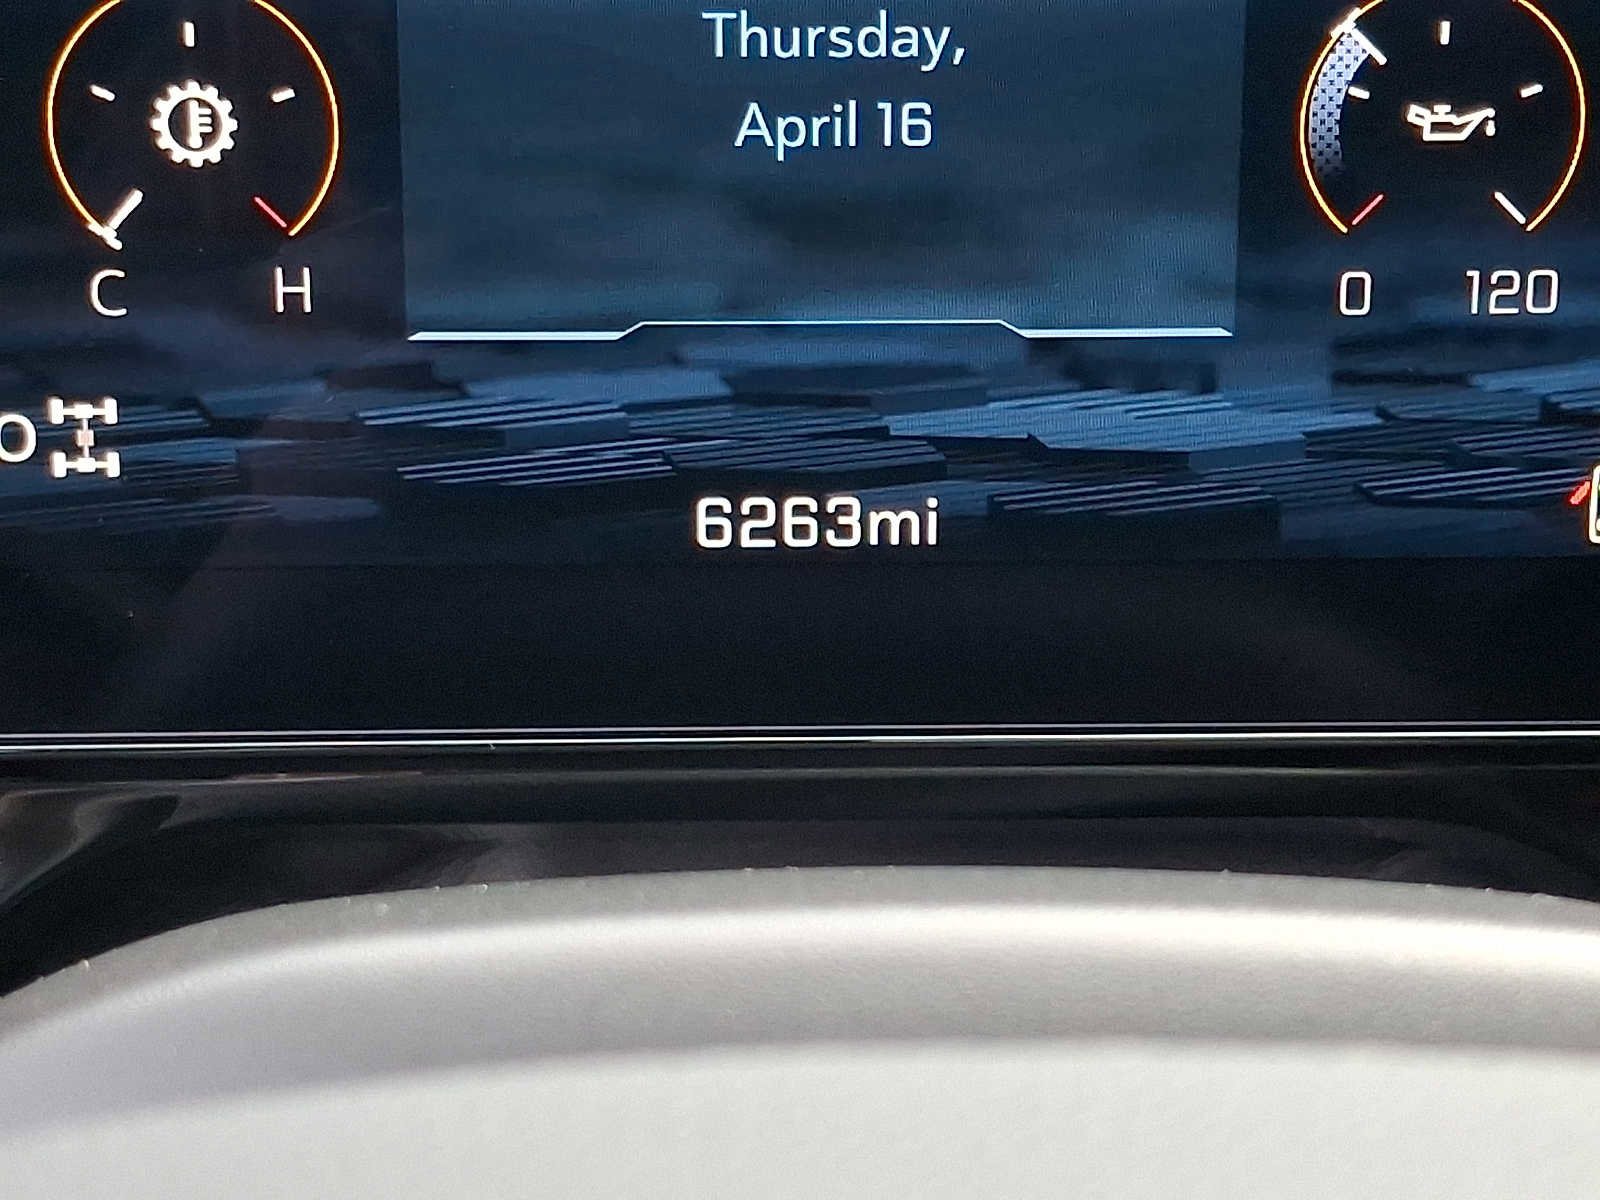 Thursday,
April 16
C H
0 120
6263mi